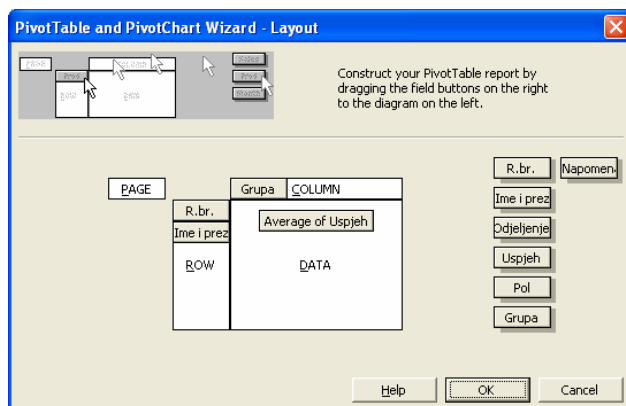 PivotTable and PivotChart Wizard - Layout
Construct your PivotTable report by
dragging the field buttons on the right
to the diagram on the left.
PAGE
Grupa COLUMN
R.br.
Ime i prez
ROW
Average of Uspjeh
DATA
R.br. Napomen
Ime i prez
Odjeljenje
Uspjeh
Pol
Grupa
Help OK Cancel